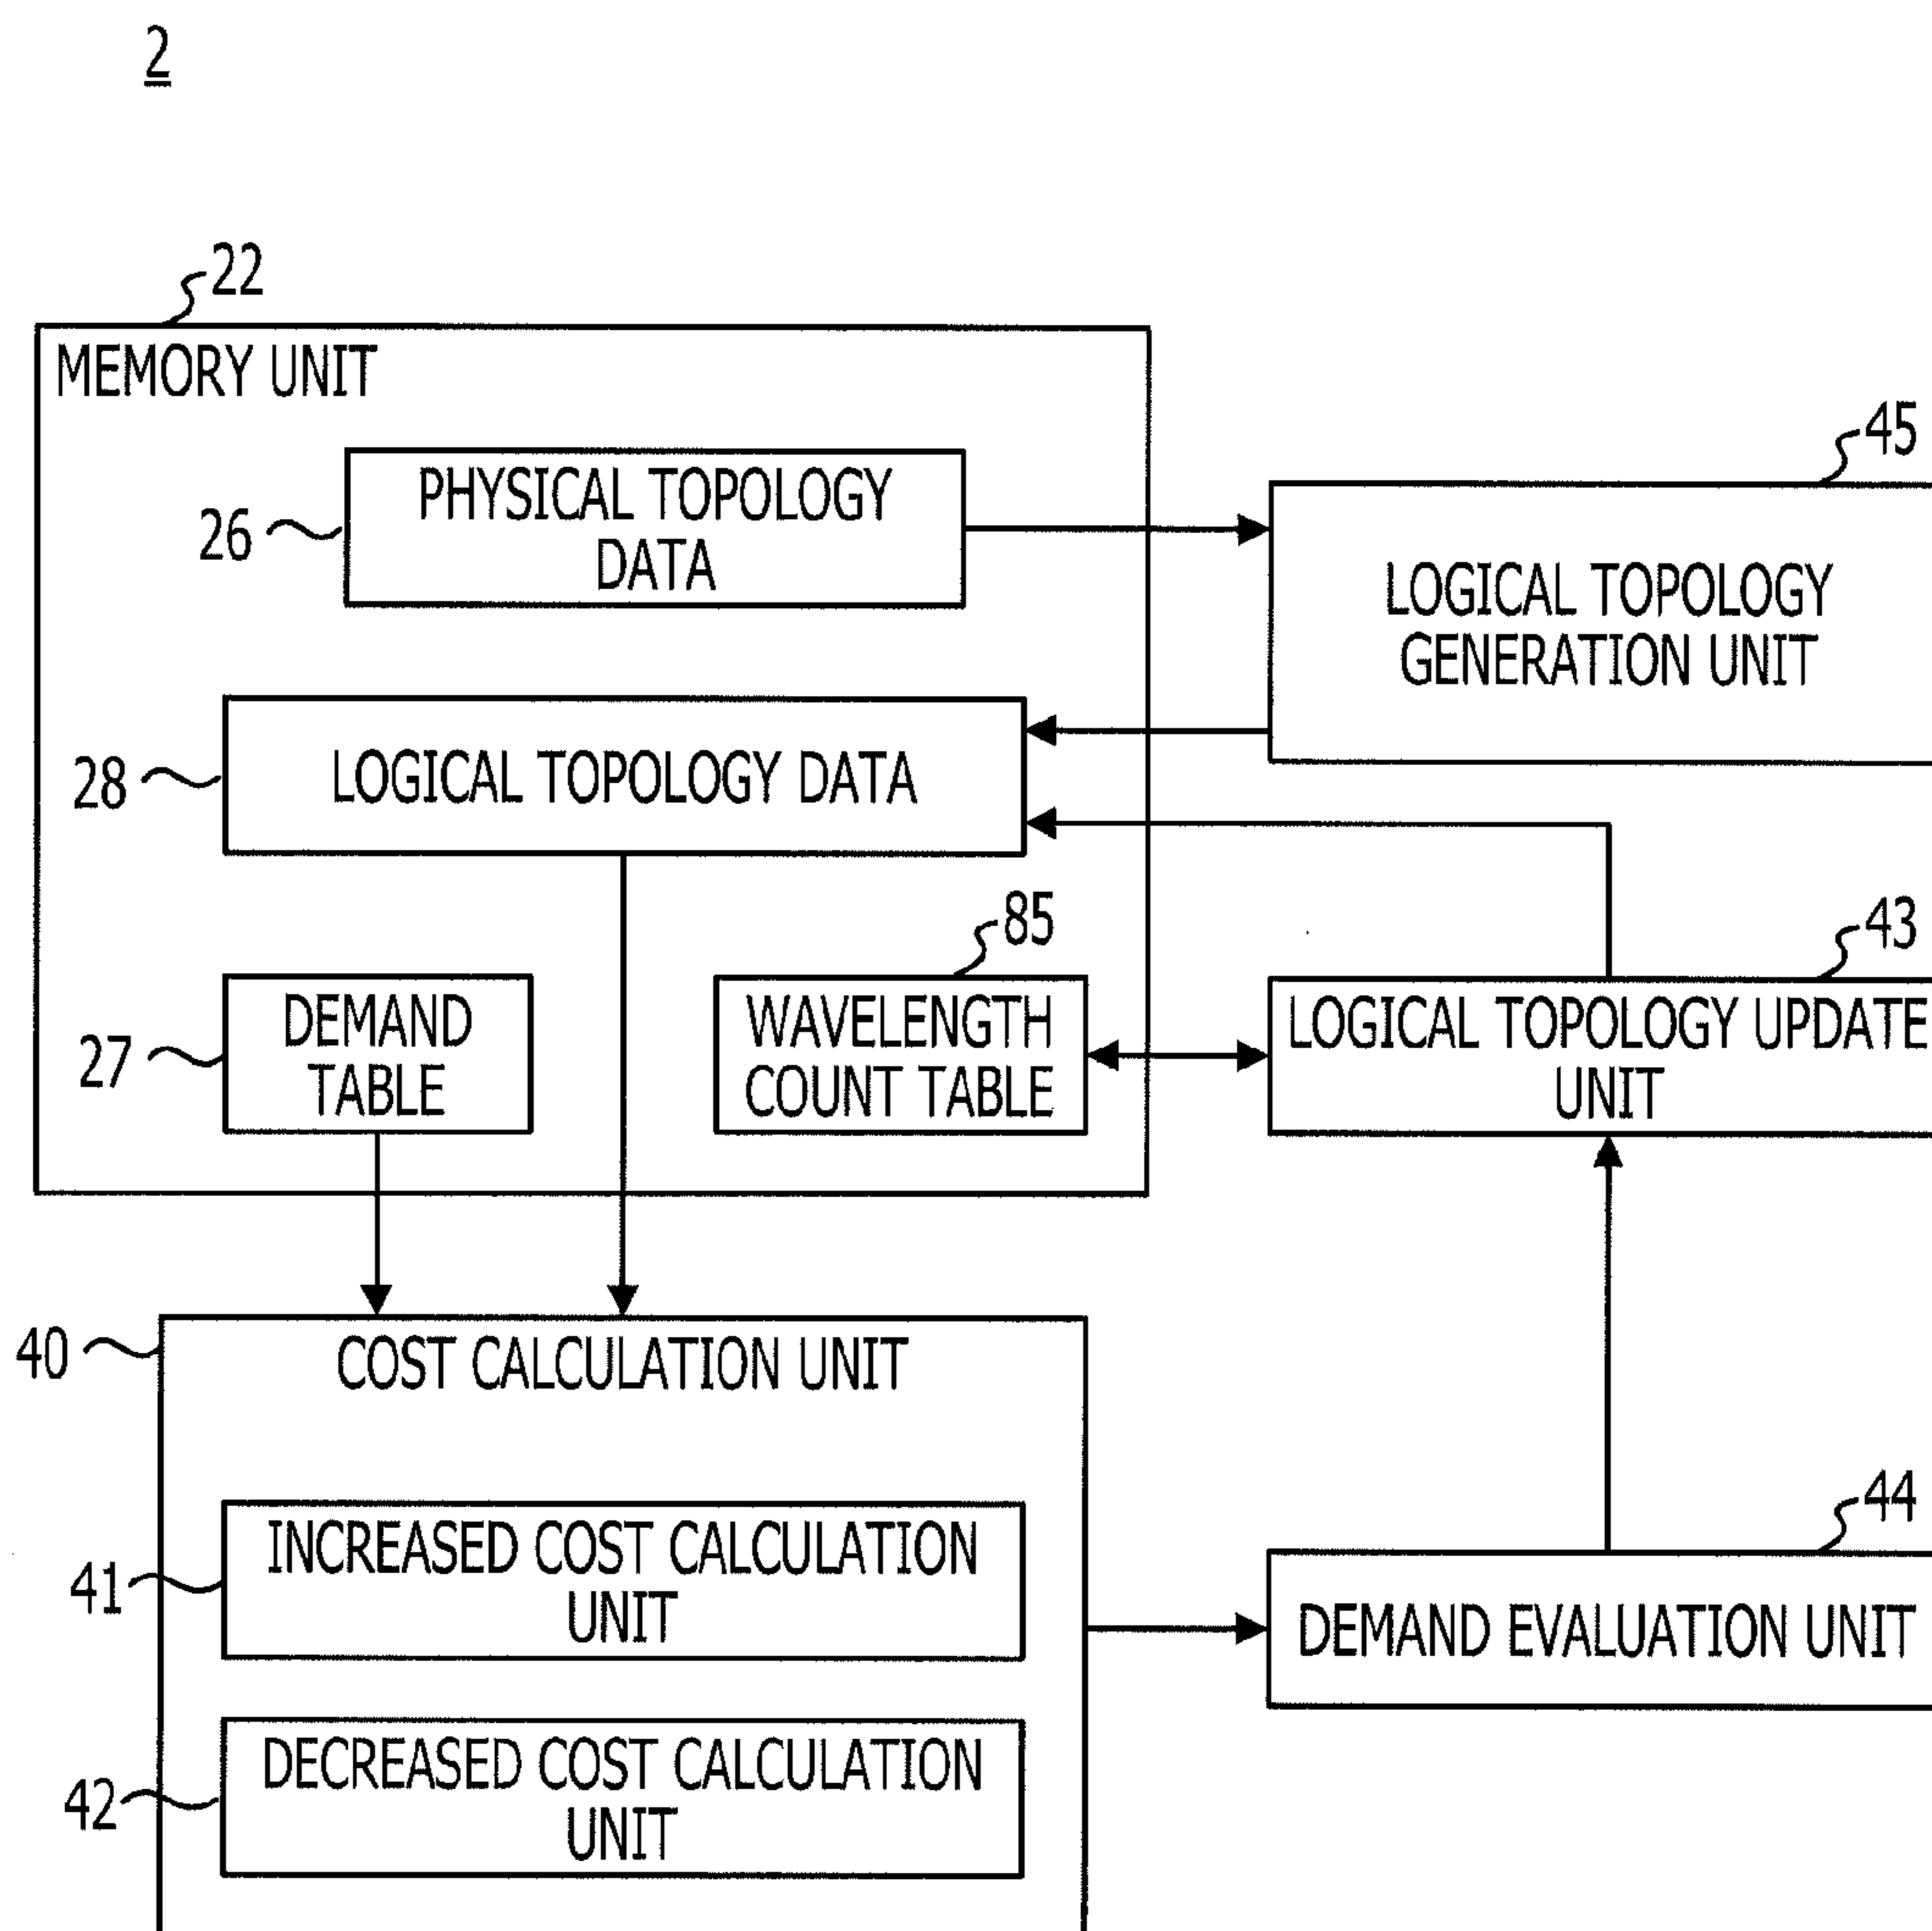 2
22
MEMORY UNIT
45
PHYSICAL TOPOLOGY
DATA
26
LOGICAL TOPOLOGY
GENERATION UNIT
28
LOGICAL TOPOLOGY DATA
85
43
27
DEMAND
TABLE
WAVELENGTH
COUNT TABLE
LOGICAL TOPOLOGY UPDATE
UNIT
40
COST CALCULATION UNIT
44
41
INCREASED COST CALCULATION
UNIT
DEMAND EVALUATION UNIT
42
DECREASED COST CALCULATION
UNIT